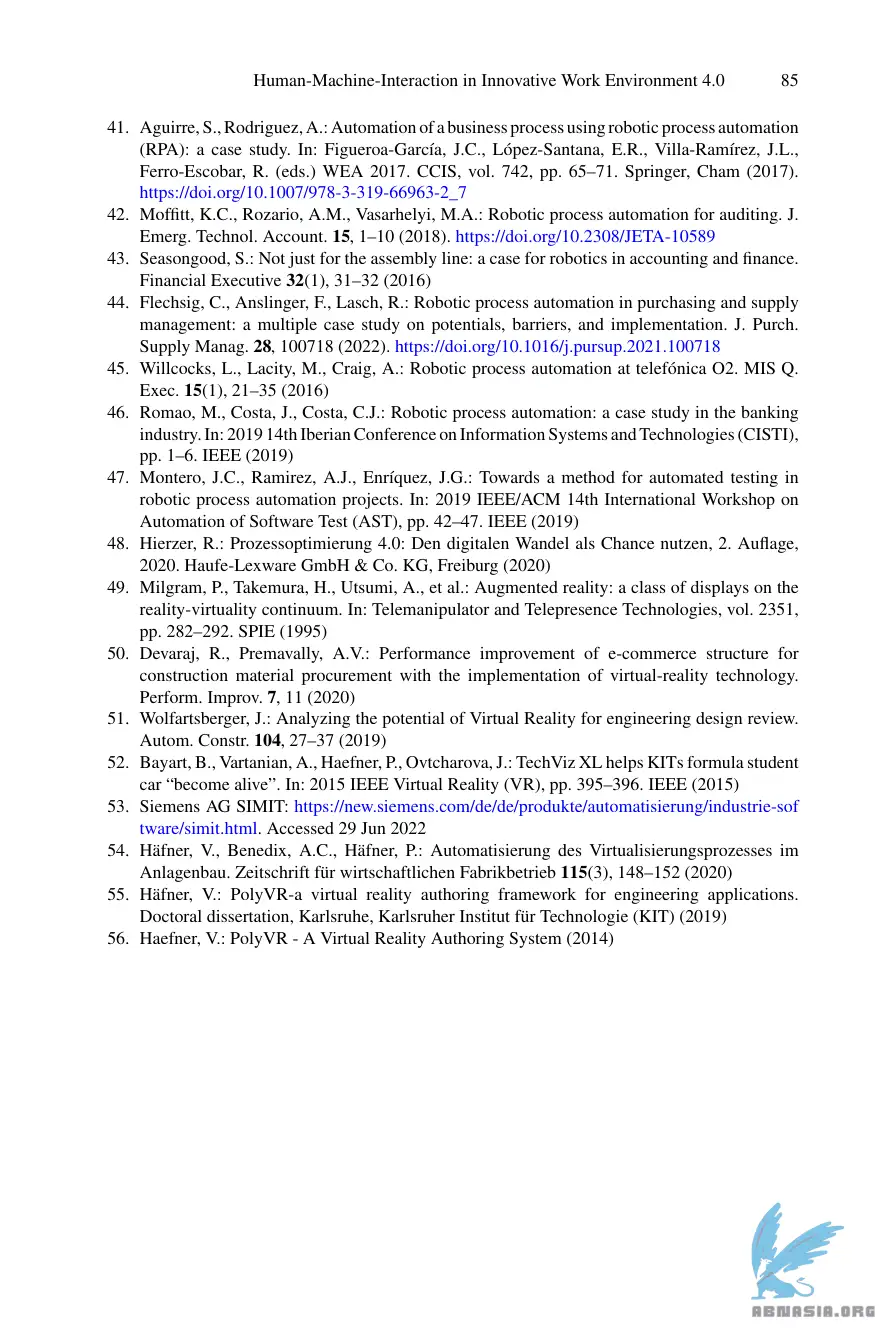 Human-Machine-Interaction in Innovative Work Environment 4.0 85
41. Aguirre, S., Rodriguez, A.: Automation of a business process using robotic process automation
(RPA): a case study. In: Figueroa-García, J.C., López-Santana, E.R., Villa-Ramírez, J.L.,
Ferro-Escobar, R. (eds.) WEA 2017. CCIS, vol. 742, pp. 65–71. Springer, Cham (2017).
https://doi.org/10.1007/978-3-319-66963-2_7
42. Moffitt, K.C., Rozario, A.M., Vasarhelyi, M.A.: Robotic process automation for auditing. J.
Emerg. Technol. Account. 15, 1–10 (2018). https://doi.org/10.2308/JETA-10589
43. Seasongood, S.: Not just for the assembly line: a case for robotics in accounting and finance.
Financial Executive 32(1), 31–32 (2016)
44. Flechsig, C., Anslinger, F., Lasch, R.: Robotic process automation in purchasing and supply
management: a multiple case study on potentials, barriers, and implementation. J. Purch.
Supply Manag. 28, 100718 (2022). https://doi.org/10.1016/j.pursup.2021.100718
45. Willcocks, L., Lacity, M., Craig, A.: Robotic process automation at telefónica O2. MIS Q.
Exec. 15(1), 21–35 (2016)
46. Romao, M., Costa, J., Costa, C.J.: Robotic process automation: a case study in the banking
industry. In: 2019 14th Iberian Conference on Information Systems and Technologies (CISTI),
pp. 1–6. IEEE (2019)
47. Montero, J.C., Ramirez, A.J., Enríquez, J.G.: Towards a method for automated testing in
robotic process automation projects. In: 2019 IEEE/ACM 14th International Workshop on
Automation of Software Test (AST), pp. 42–47. IEEE (2019)
48. Hierzer, R.: Prozessoptimierung 4.0: Den digitalen Wandel als Chance nutzen, 2. Auflage,
2020. Haufe-Lexware GmbH & Co. KG, Freiburg (2020)
49. Milgram, P., Takemura, H., Utsumi, A., et al.: Augmented reality: a class of displays on the
reality-virtuality continuum. In: Telemanipulator and Telepresence Technologies, vol. 2351,
pp. 282–292. SPIE (1995)
50. Devaraj, R., Premavally, A.V.: Performance improvement of e-commerce structure for
construction material procurement with the implementation of virtual-reality technology.
Perform. Improv. 7, 11 (2020)
51. Wolfartsberger, J.: Analyzing the potential of Virtual Reality for engineering design review.
Autom. Constr. 104, 27–37 (2019)
52. Bayart, B., Vartanian, A., Haefner, P., Ovtcharova, J.: TechViz XL helps KITs formula student
car “become alive”. In: 2015 IEEE Virtual Reality (VR), pp. 395–396. IEEE (2015)
53. Siemens AG SIMIT: https://new.siemens.com/de/de/produkte/automatisierung/industrie-sof
tware/simit.html. Accessed 29 Jun 2022
54. Häfner, V., Benedix, A.C., Häfner, P.: Automatisierung des Virtualisierungsprozesses im
Anlagenbau. Zeitschrift für wirtschaftlichen Fabrikbetrieb 115(3), 148–152 (2020)
55. Häfner, V.: PolyVR-a virtual reality authoring framework for engineering applications.
Doctoral dissertation, Karlsruhe, Karlsruher Institut für Technologie (KIT) (2019)
56. Haefner, V.: PolyVR - A Virtual Reality Authoring System (2014)
ABNASIA.ORG